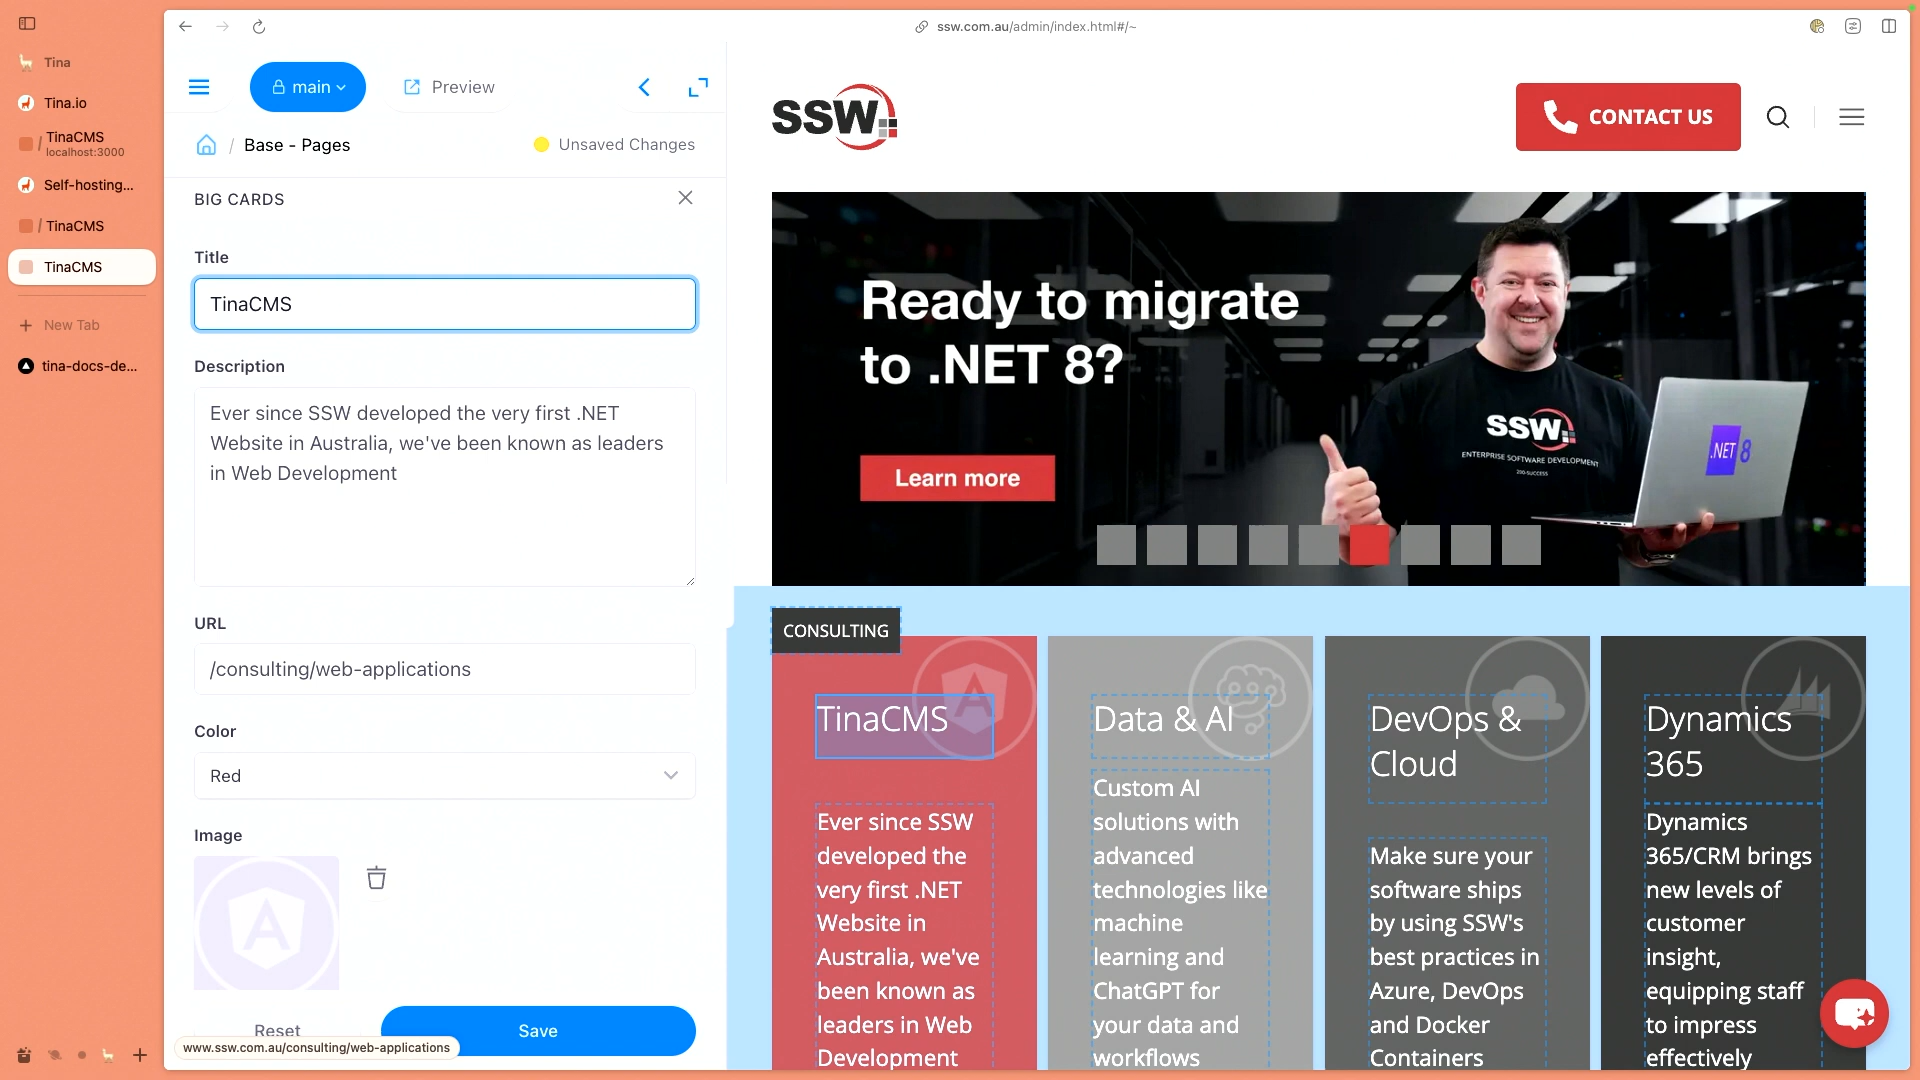 Tina
Tina.io
TinaCMS
localhost:3000
Self-hosting...
/ TinaCMS
TinaCMS
New Tab
tina-docs-de...
ssw.com.au/admin/index.html#/~
main
Preview
/ Base - Pages
Unsaved Changes
BIG CARDS
Title
TinaCMS
Description
Ever since SSW developed the very first .NET
Website in Australia, we've been known as leaders
in Web Development
URL
/consulting/web-applications
Color
Red
Image
Reset
Save
www.ssw.com.au/consulting/web-applications
SSW
CONTACT US
Ready to migrate
to .NET 8?
Learn more
SSW
ENTERPRISE SOFTWARE DEVELOPMENT
200-SUCCESS
.NET 8
CONSULTING
TinaCMS
Ever since SSW
developed the
very first .NET
Website in
Australia, we've
been known as
leaders in Web
Development
Data & AI
Custom AI
solutions with
advanced
technologies like
machine
learning and
ChatGPT for
your data and
workflows
DevOps &
Cloud
Make sure your
software ships
by using SSW's
best practices in
Azure, DevOps
and Docker
Containers
Dynamics
365
Dynamics
365/CRM brings
new levels of
customer
insight,
equipping staff
to impress
effectively